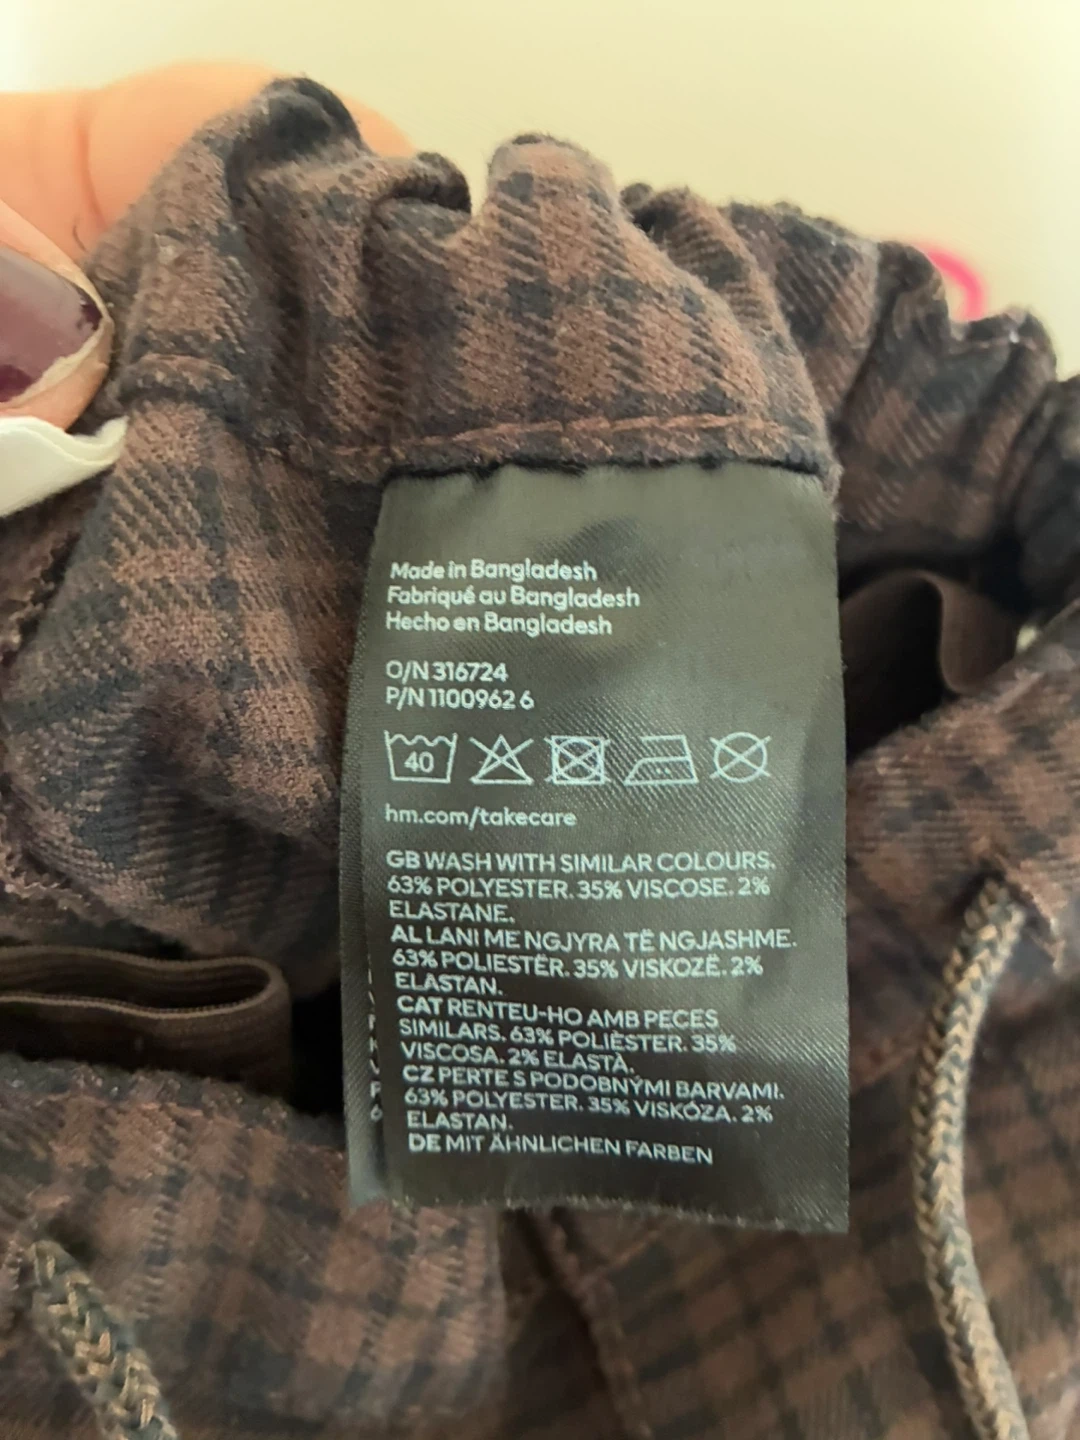 Made in Bangladesh
Fabriqué au Bangladesh
Hecho en Bangladesh
O/N 316724
P/N 1100962 6
40
hm.com/takecare
GB WASH WITH SIMILAR COLOURS.
63% POLYESTER. 35% VISCOSE. 2%
ELASTANE.
AL LANI ME NGJYRA TË NGJASHME.
63% POLIESTËR. 35% VISKOZË. 2%
ELASTAN.
CAT RENTEU-HO AMB PECES
SIMILARS. 63% POLIÈSTER. 35%
VISCOSA. 2% ELASTÀ.
CZ PERTE S PODOBNÝMI BARVAMI.
63% POLYESTER. 35% VISKÓZA. 2%
ELASTAN.
DE MIT ÄHNLICHEN FARBEN